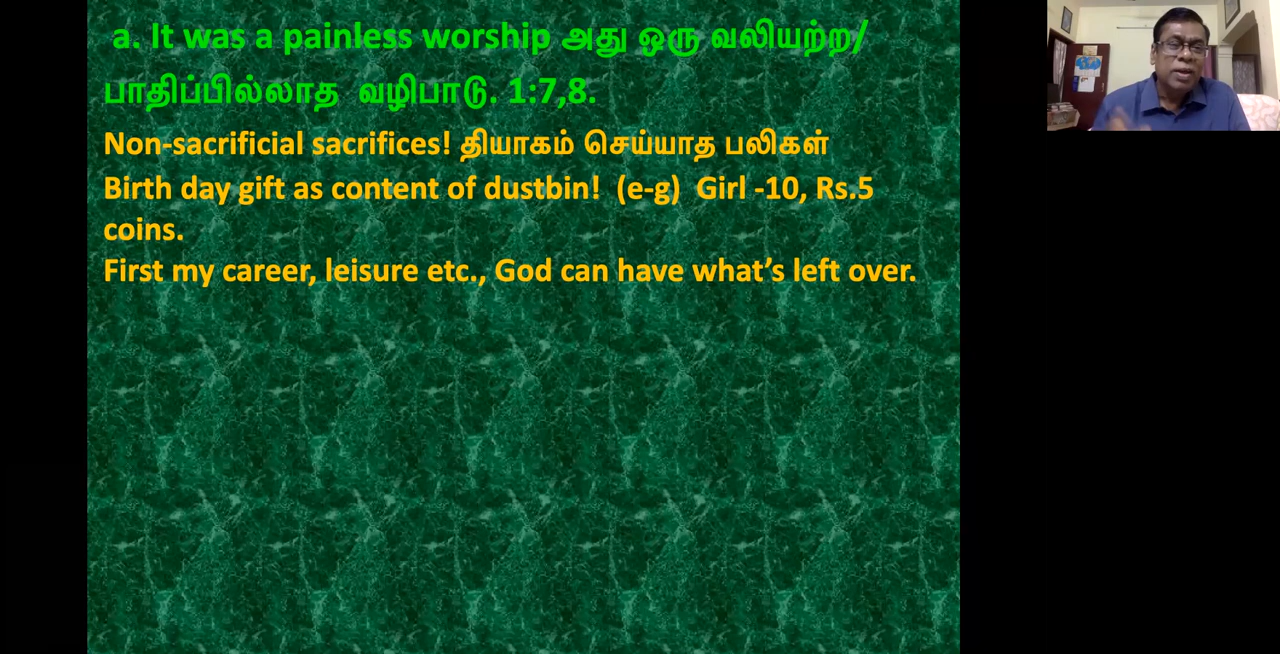 a. It was a painless worship அது ஒரு வலியற்ற/
பாதிப்பில்லாத வழிபாடு. 1:7,8.
Non-sacrificial sacrifices! தியாகம் செய்யாத பலிகள்
Birth day gift as content of dustbin! (e-g) Girl -10, Rs.5
coins.
First my career, leisure etc., God can have what’s left over.